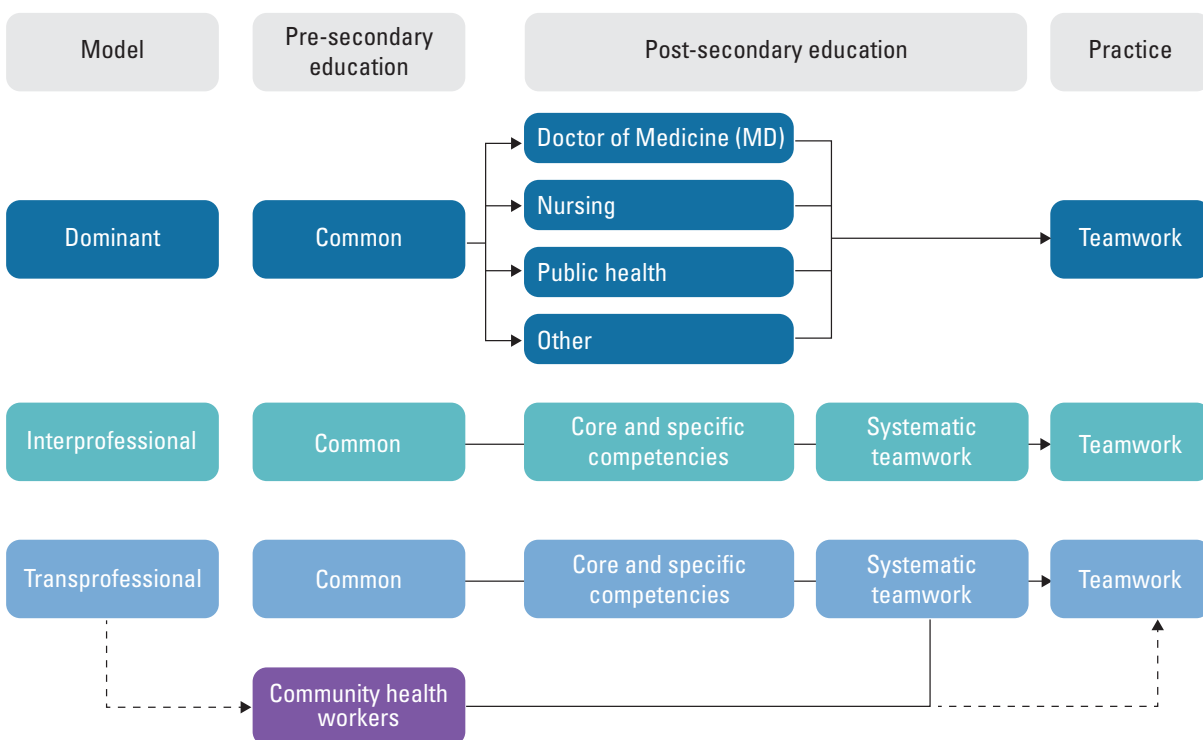 Model
Pre-secondary
education
Post-secondary education
Practice
Dominant
Common
Doctor of Medicine (MD)
Nursing
Public health
Other
Teamwork
Interprofessional
Common
Core and specific
competencies
Systematic
teamwork
Teamwork
Transprofessional
Common
Core and specific
competencies
Systematic
teamwork
Teamwork
Community health
workers